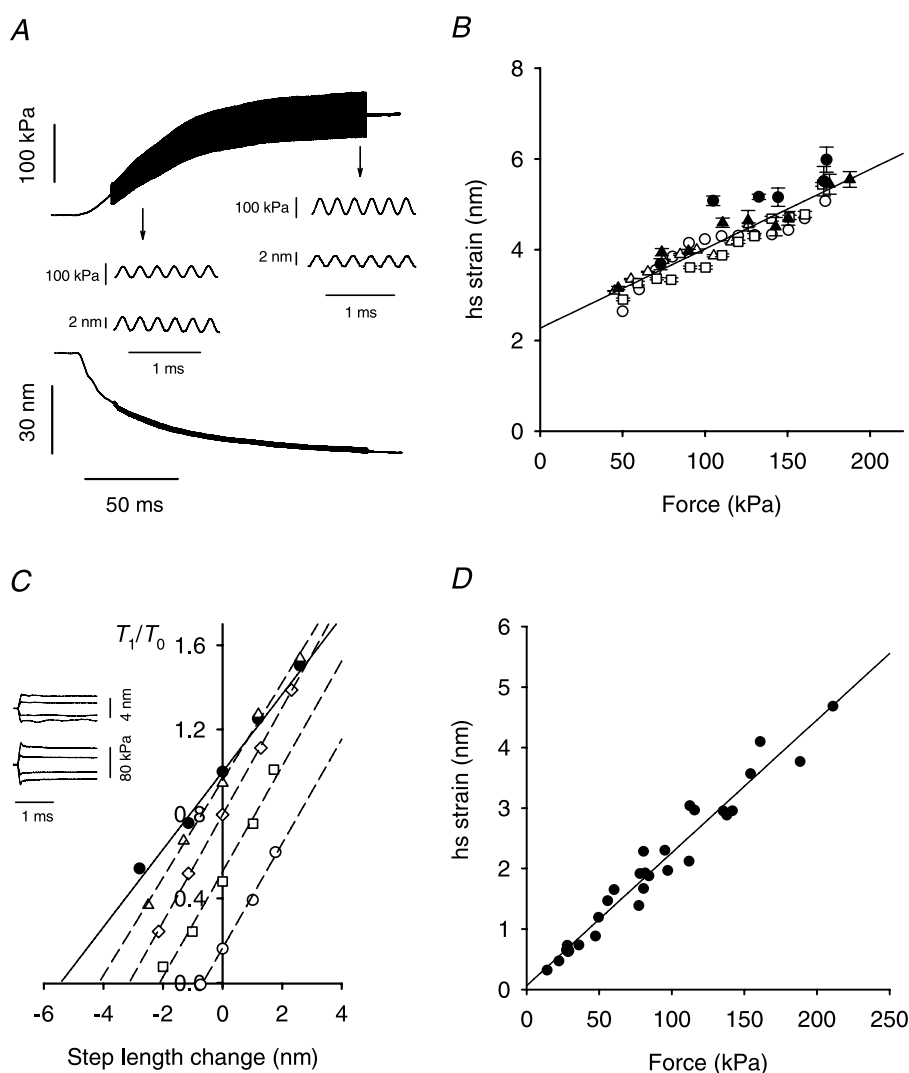 A
100 kPa
100 kPa
2 nm
1 ms
100 kPa
2 nm
1 ms
30 nm
50 ms
B
hs strain (nm)
8
6
4
2
0
0 50 100 150 200
Force (kPa)
C
T1/T0
1.6
1.2
0.8
0.4
0.0
4 nm
80 kPa
1 ms
-6 -4 -2 0 2 4
Step length change (nm)
D
hs strain (nm)
6
5
4
3
2
1
0
0 50 100 150 200 250
Force (kPa)